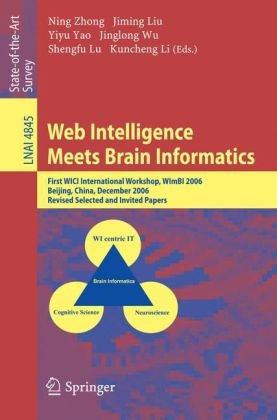 Ning Zhong Jiming Liu
Yiyu Yao Jinglong Wu
Shengfu Lu Kuncheng Li (Eds.)
State-of-the-Art
Survey
LNAI 4845
Web Intelligence
Meets Brain Informatics
First WICI International Workshop, WImBI 2006
Beijing, China, December 2006
Revised Selected and Invited Papers
WI centric IT
Brain Informatics
Cognitive Science
Neuroscience
Springer